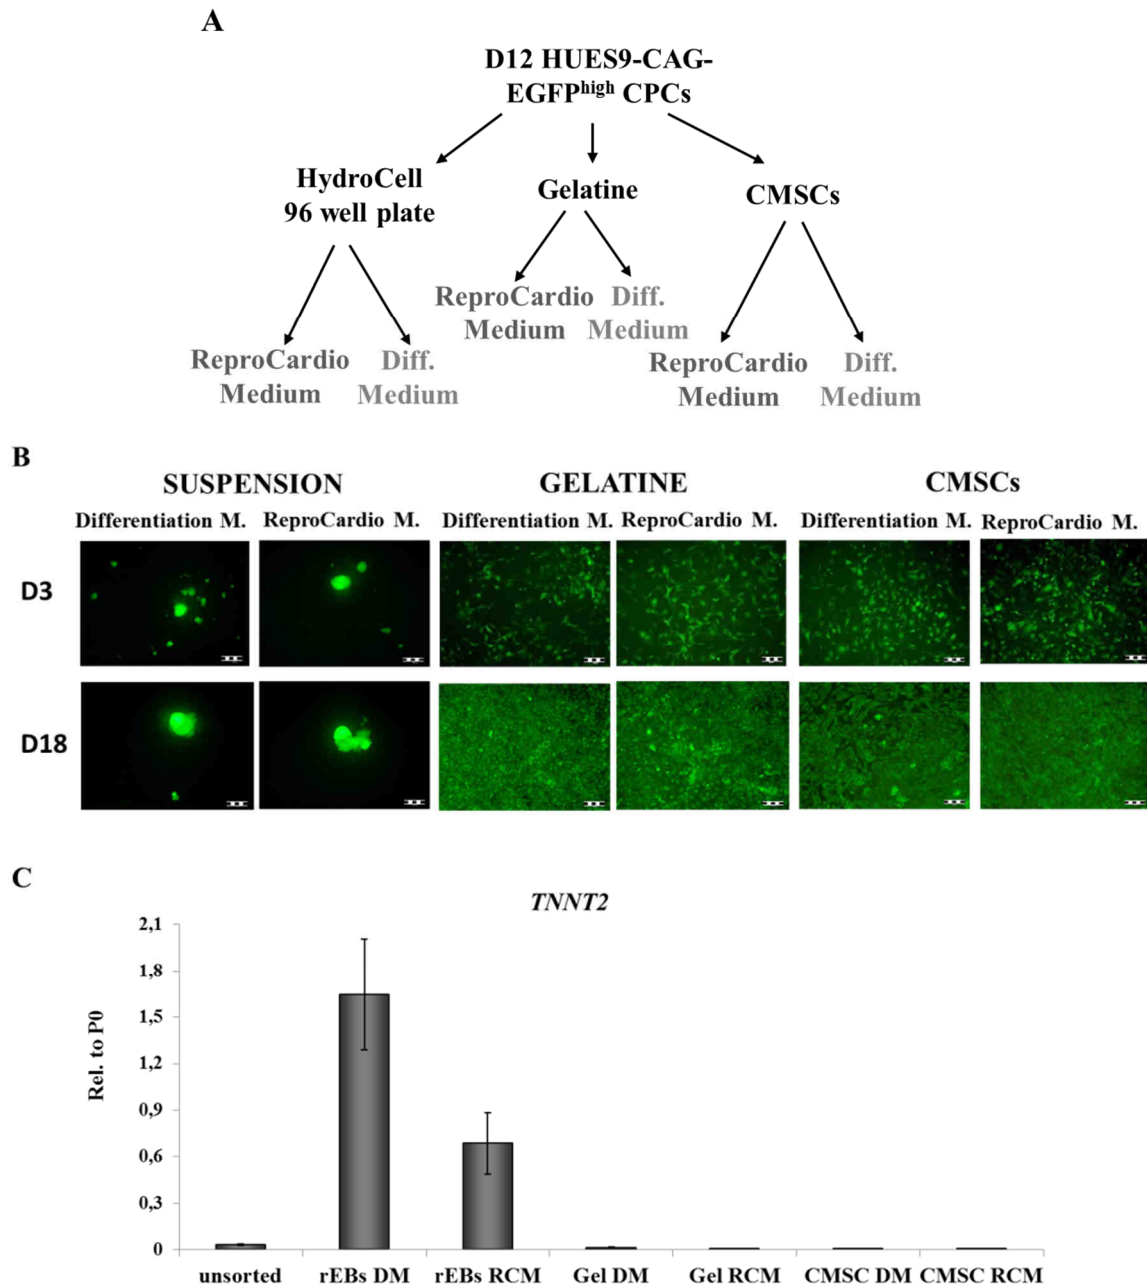 A
D12 HUES9-CAG-
EGFPhigh CPCs
HydroCell
96 well plate
Gelatine
CMSCs
ReproCardio Medium
Diff. Medium
ReproCardio Medium
Diff. Medium
ReproCardio Medium
Diff. Medium
B
SUSPENSION GELATINE CMSCs
Differentiation M. ReproCardio M. Differentiation M. ReproCardio M. Differentiation M. ReproCardio M.
D3
D18
C
TNNT2
Rel. to P0
2,1
1,8
1,5
1,2
0,9
0,6
0,3
0
unsorted rEBs DM rEBs RCM Gel DM Gel RCM CMSC DM CMSC RCM